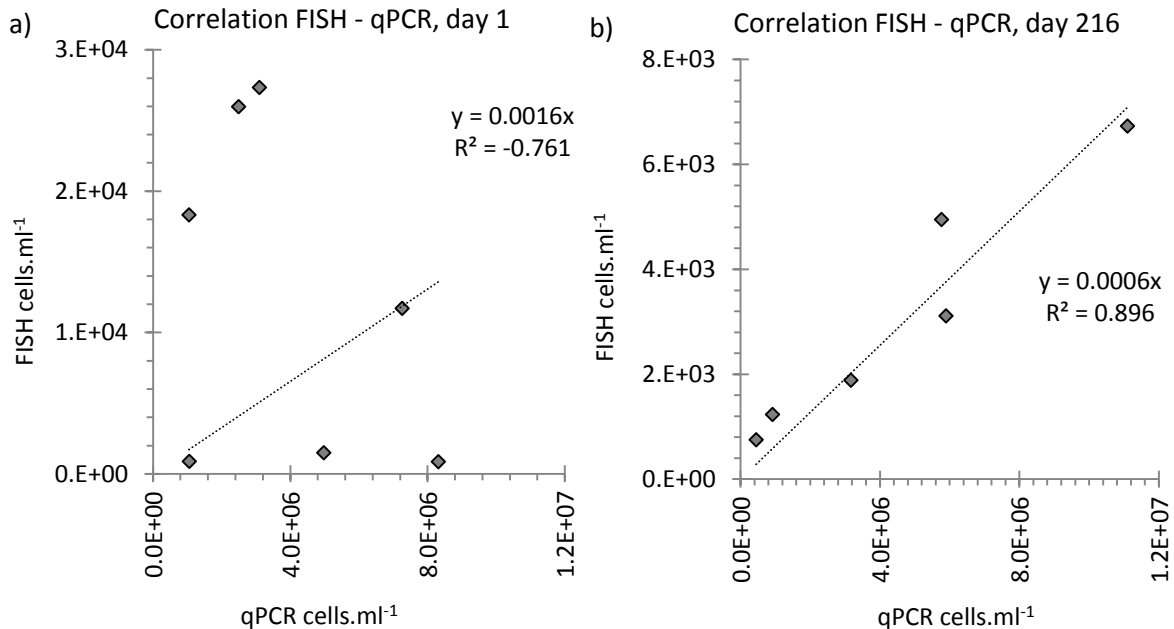 a)
Correlation FISH - qPCR, day 1
3.E+04
2.E+04
1.E+04
0.E+00
FISH cells.ml⁻¹
y = 0.0016x
R² = -0.761
0.0E+00
4.0E+06
8.0E+06
1.2E+07
qPCR cells.ml⁻¹
b)
Correlation FISH - qPCR, day 216
8.E+03
6.E+03
4.E+03
2.E+03
0.E+00
FISH cells.ml⁻¹
y = 0.0006x
R² = 0.896
0.0E+00
4.0E+06
8.0E+06
1.2E+07
qPCR cells.ml⁻¹